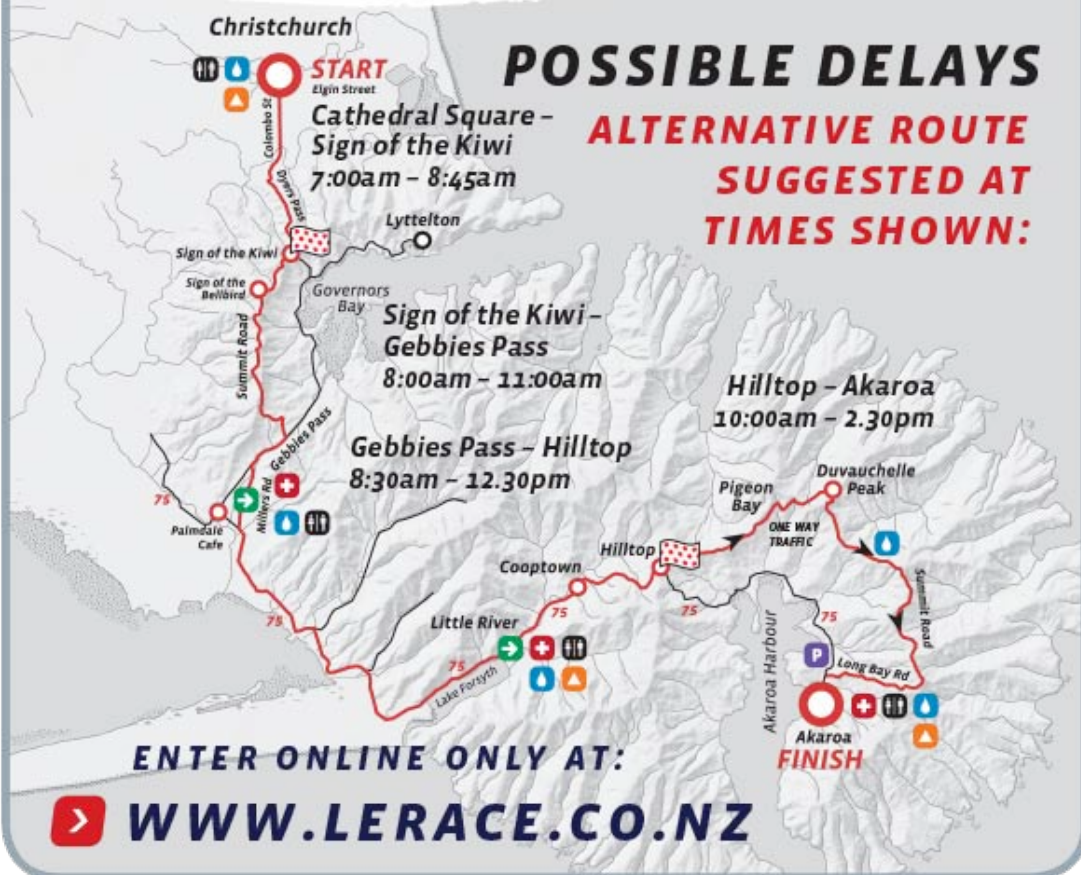 Christchurch
START
Elgin Street
Colombo St
Cathedral Square –
Sign of the Kiwi
7:00am – 8:45am
POSSIBLE DELAYS
ALTERNATIVE ROUTE
SUGGESTED AT
TIMES SHOWN:
Dyers Pass
Lyttelton
Sign of the Kiwi
Sign of the
Bellbird
Governors
Bay
Summit Road
Sign of the Kiwi –
Gebbies Pass
8:00am – 11:00am
Hilltop – Akaroa
10:00am – 2.30pm
Gebbies Pass
Gebbies Pass – Hilltop
8:30am – 12.30pm
75
Millers Rd
Palmdale
Cafe
Pigeon
Bay
Duvauchelle
Peak
ONE WAY
TRAFFIC
Hilltop
Cooptown
75
75
Little River
75
75
75
Summit Road
Lake Forsyth
Akaroa Harbour
P
Long Bay Rd
Akaroa
FINISH
ENTER ONLINE ONLY AT:
WWW.LERACE.CO.NZ